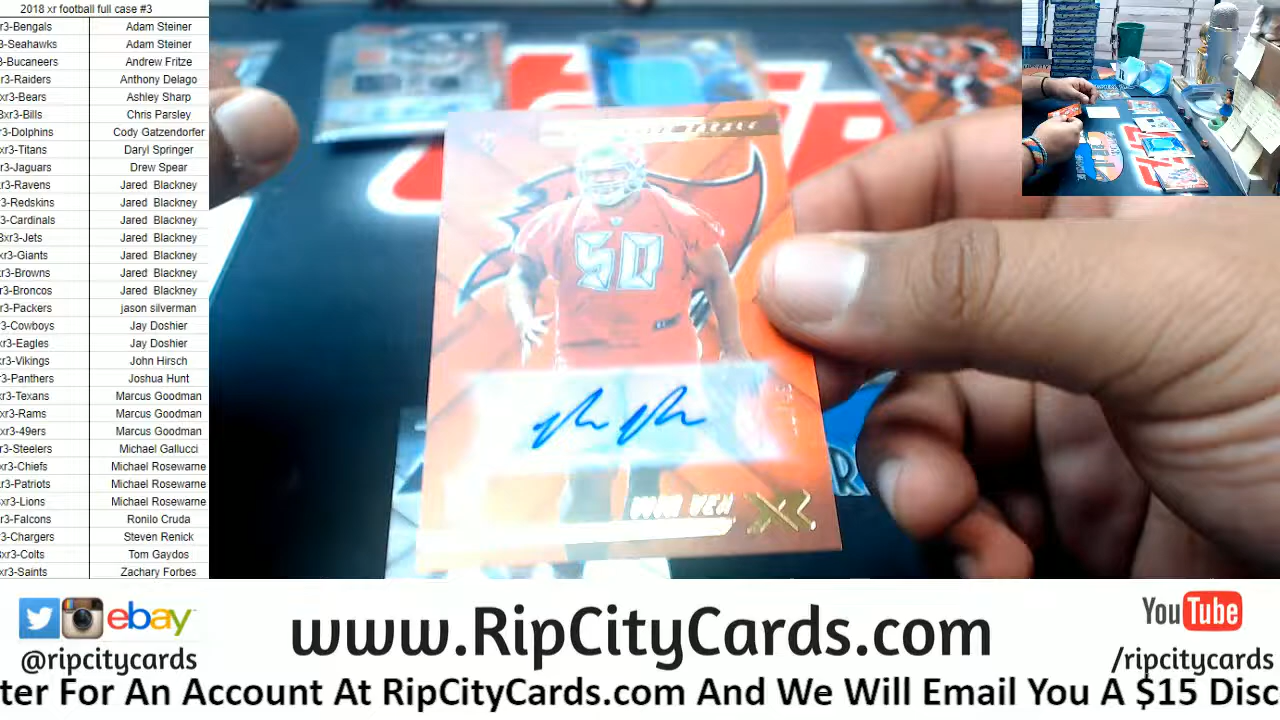 2018 xr football full case #3
r3-Bengals Adam Steiner
3-Seahawks Adam Steiner
3-Bucaneers Andrew Fritze
r3-Raiders Anthony Delago
xr3-Bears Ashley Sharp
3xr3-Bills Chris Parsley
r3-Dolphins Cody Gatzendorfer
xr3-Titans Daryl Springer
r3-Jaguars Drew Spear
xr3-Ravens Jared Blackney
r3-Redskins Jared Blackney
3-Cardinals Jared Blackney
3xr3-Jets Jared Blackney
xr3-Giants Jared Blackney
r3-Browns Jared Blackney
r3-Broncos Jared Blackney
r3-Packers jason silverman
r3-Cowboys Jay Doshier
r3-Eagles Jay Doshier
xr3-Vikings John Hirsch
r3-Panthers Joshua Hunt
xr3-Texans Marcus Goodman
xr3-Rams Marcus Goodman
xr3-49ers Marcus Goodman
r3-Steelers Michael Gallucci
xr3-Chiefs Michael Rosewarne
xr3-Patriots Michael Rosewarne
xr3-Lions Michael Rosewarne
r3-Falcons Ronilo Cruda
r3-Chargers Steven Renick
3xr3-Colts Tom Gaydos
xr3-Saints Zachary Forbes
50
XR
ebay
www.RipCityCards.com
YouTube
@ripcitycards
/ripcitycards
ter For An Account At RipCityCards.com And We Will Email You A $15 Disc